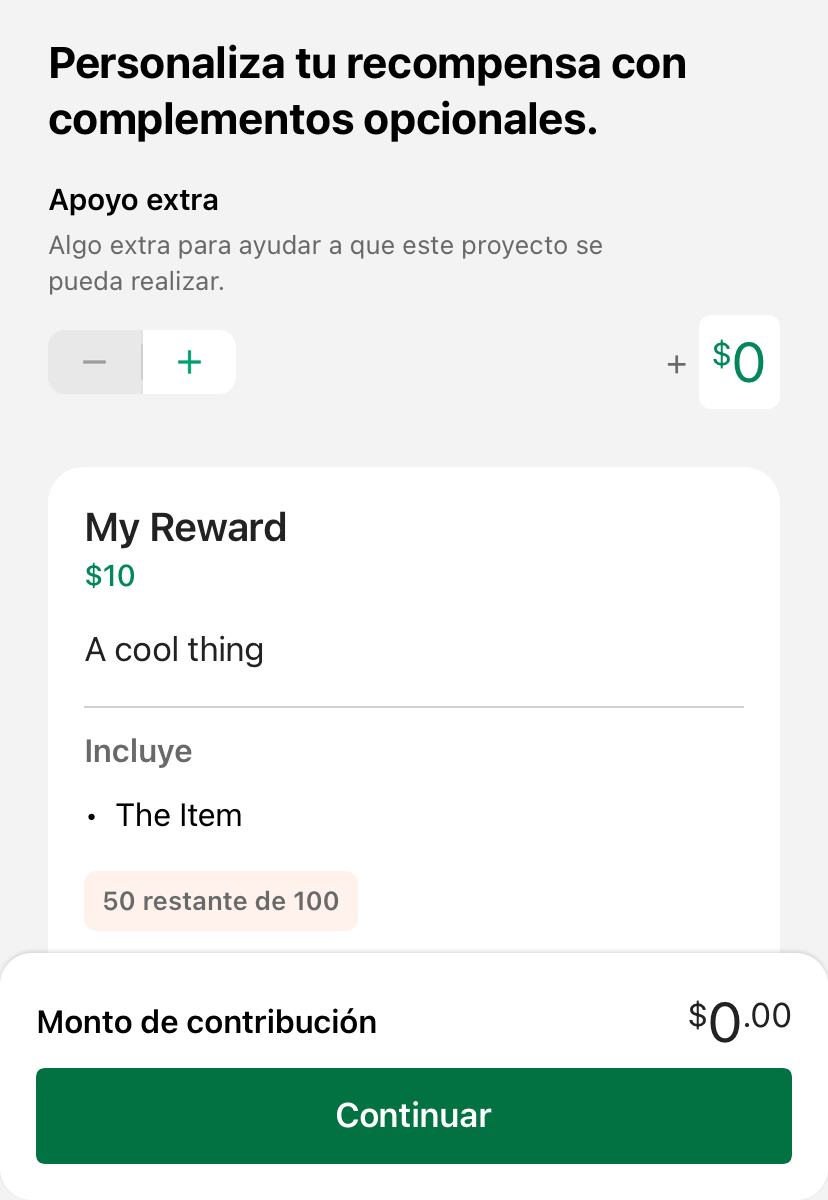 Personaliza tu recompensa con
complementos opcionales.
Apoyo extra
Algo extra para ayudar a que este proyecto se
pueda realizar.
− +
+ $0
My Reward
$10
A cool thing
Incluye
• The Item
50 restante de 100
Monto de contribución
$0.00
Continuar